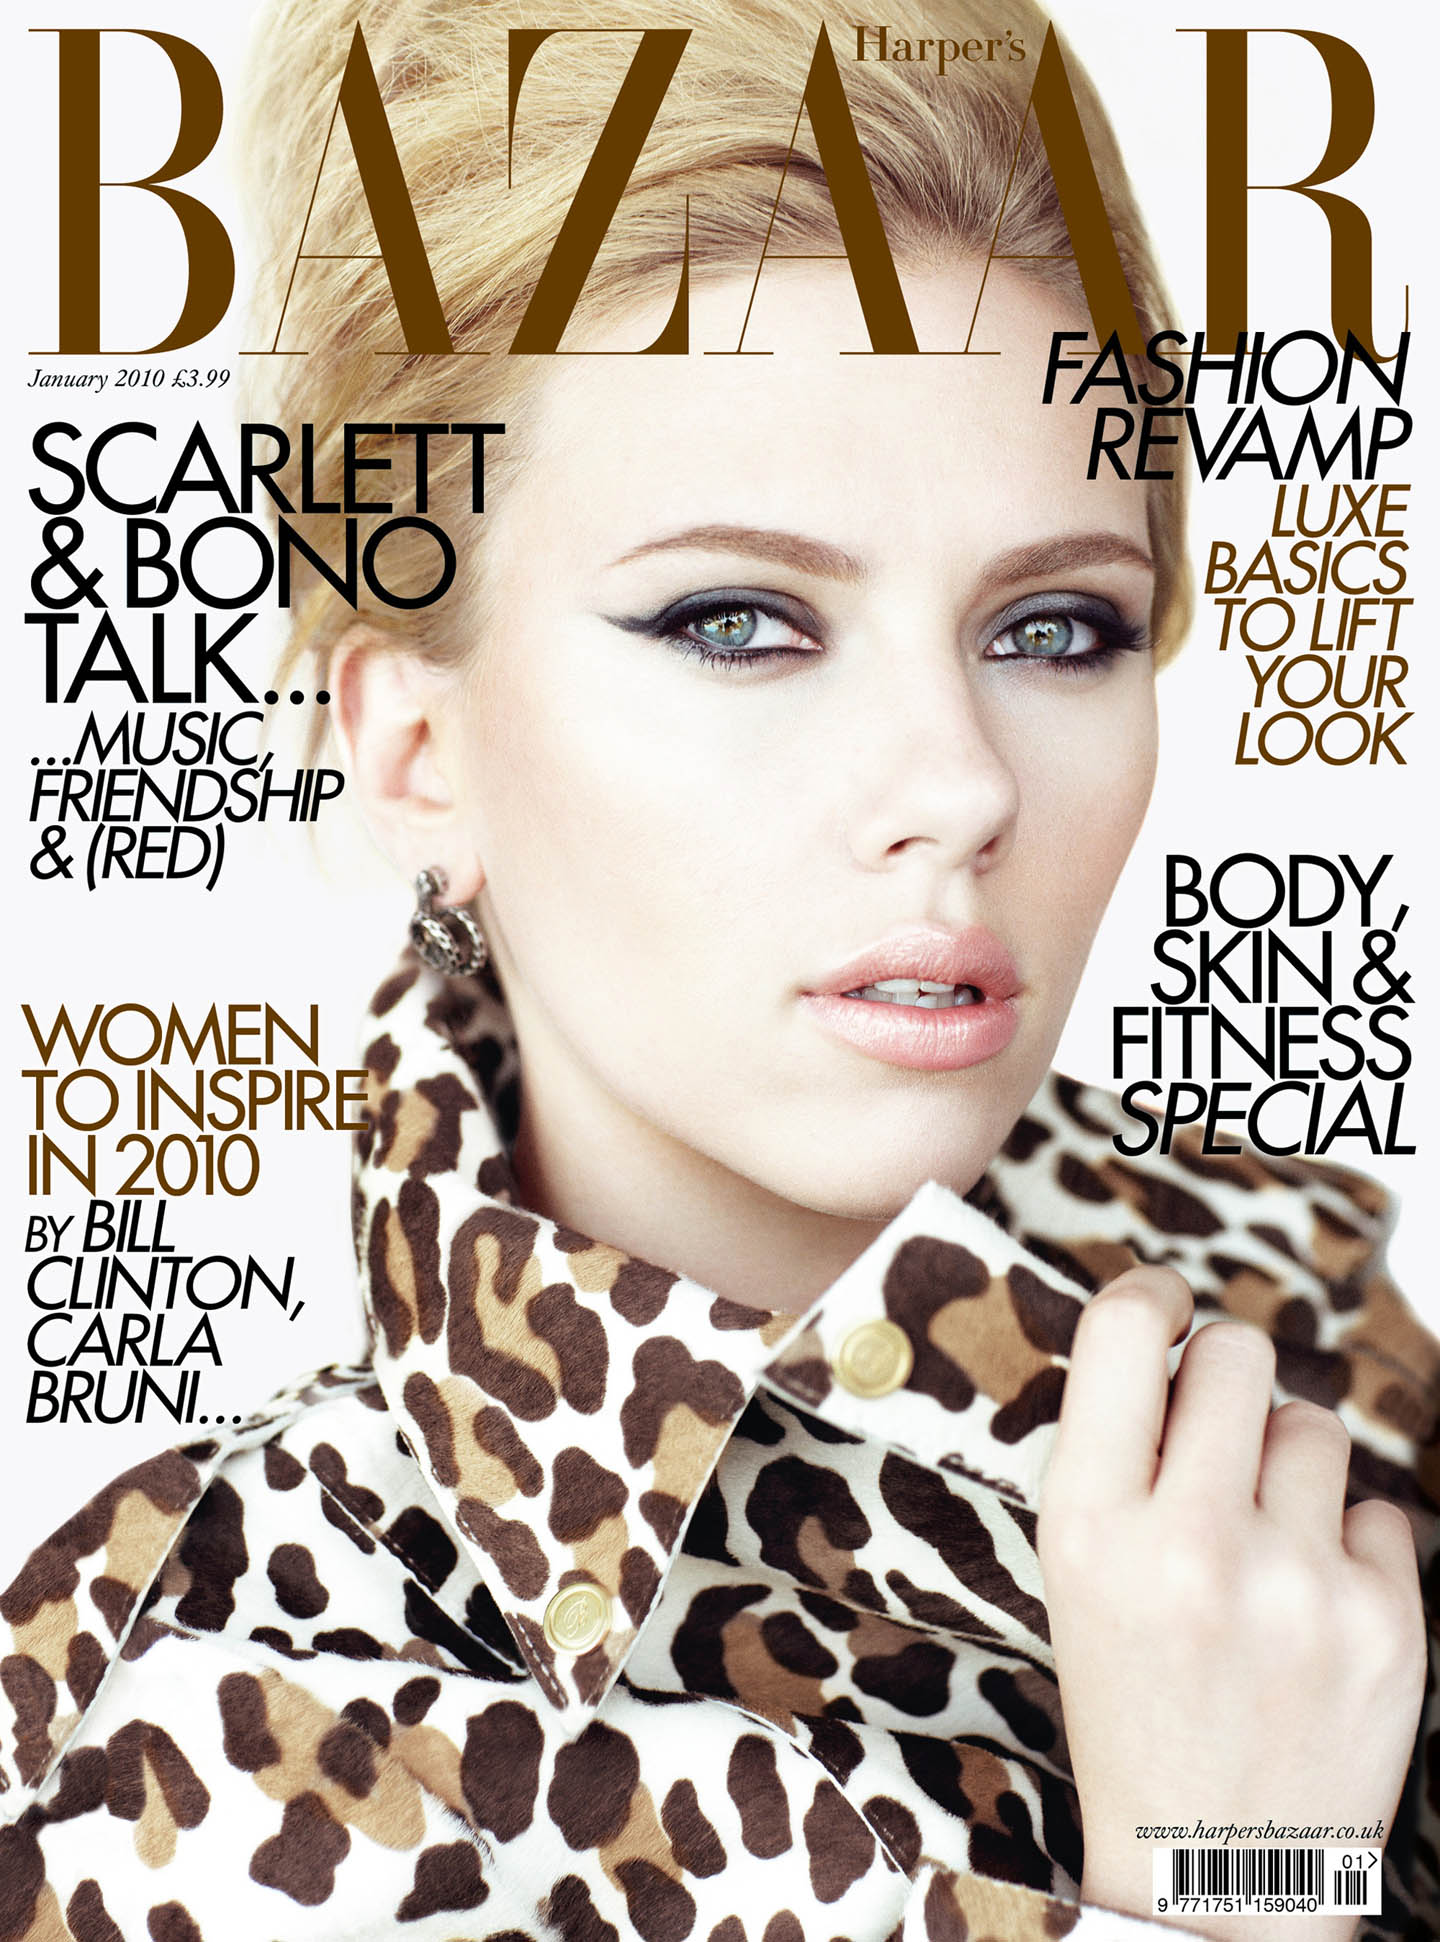 Harper's
BAZAAR
January 2010 £3.99
SCARLETT
& BONO
TALK...
...MUSIC,
FRIENDSHIP
& (RED)
WOMEN
TO INSPIRE
IN 2010
BY BILL
CLINTON,
CARLA
BRUNI...
FASHION
REVAMP
LUXE
BASICS
TO LIFT
YOUR
LOOK
BODY,
SKIN &
FITNESS
SPECIAL
www.harpersbazaar.co.uk
01>
9 771751 159040